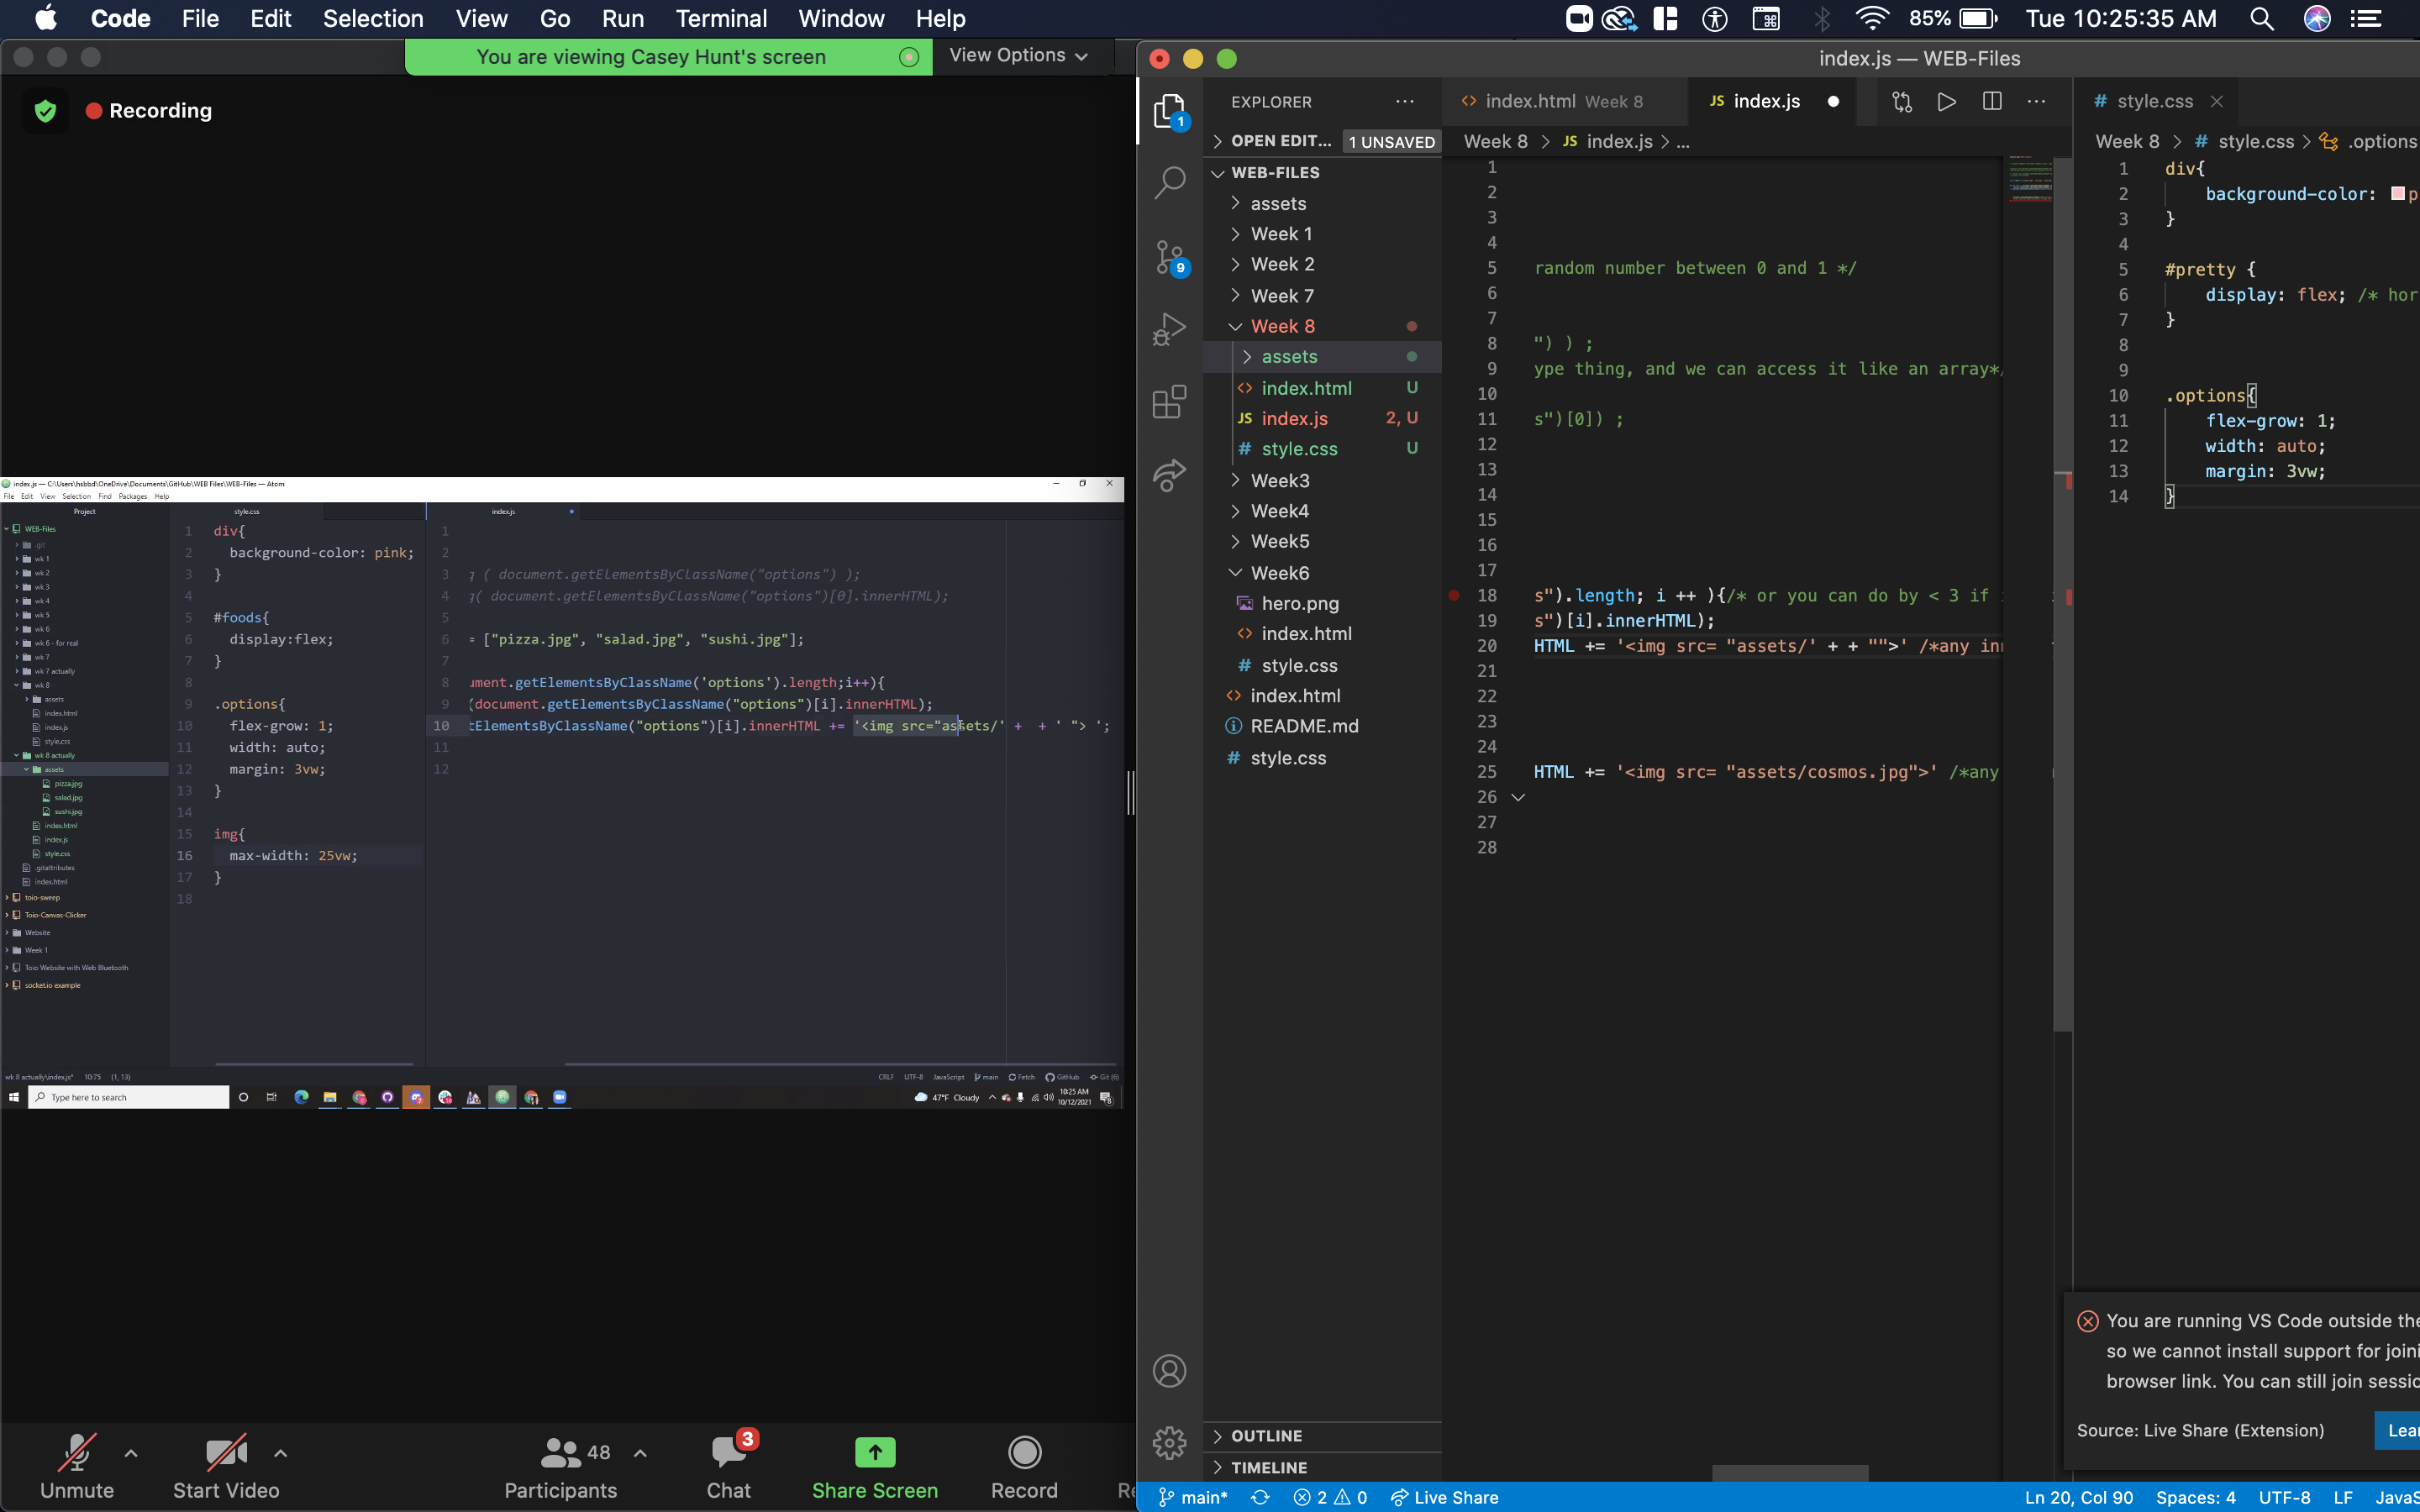 Code File Edit Selection View Go Run Terminal Window Help
85% Tue 10:25:35 AM
You are viewing Casey Hunt's screen
View Options
Recording
index.js — C:\Users\hsbbd\OneDrive\Documents\GitHub\WEB Files\WEB-Files — Atom
File Edit View Selection Find Packages Help
Project
WEB-Files
.git
wk 1
wk 2
wk 3
wk 4
wk 5
wk 6
wk 6 - for real
wk 7
wk 7 actually
wk 8
assets
index.html
index.js
style.css
wk 8 actually
assets
pizza.jpg
salad.jpg
sushi.jpg
index.html
index.js
style.css
.gitattributes
index.html
toio-sweep
Toio-Canvas-Clicker
Website
Week 1
Toio Website with Web Bluetooth
socket.io example
style.css
1 div{
2 background-color: pink;
3 }
4
5 #foods{
6 display:flex;
7 }
8
9 .options{
10 flex-grow: 1;
11 width: auto;
12 margin: 3vw;
13 }
14
15 img{
16 max-width: 25vw;
17 }
18
index.js
1
2
3 ( document.getElementsByClassName("options") );
4 ( document.getElementsByClassName("options")[0].innerHTML);
5
6 = ["pizza.jpg", "salad.jpg", "sushi.jpg"];
7
8 ument.getElementsByClassName('options').length;i++){
9 (document.getElementsByClassName("options")[i].innerHTML);
10 tElementsByClassName("options")[i].innerHTML += '<img src="assets/' + + ' "> ';
11
12
wk 8 actually\index.js* 10:75 (1, 13)
CRLF UTF-8 JavaScript main Fetch GitHub Git (6)
Type here to search
47°F Cloudy
10:25 AM
10/12/2021
Unmute
Start Video
48
Participants
3
Chat
Share Screen
Record
Re
index.js — WEB-Files
1
9
EXPLORER ...
OPEN EDIT... 1 UNSAVED
WEB-FILES
assets
Week 1
Week 2
Week 7
Week 8
assets
index.html U
JS index.js 2, U
# style.css U
Week3
Week4
Week5
Week6
hero.png
index.html
# style.css
index.html
README.md
# style.css
OUTLINE
TIMELINE
index.html Week 8
JS index.js
Week 8 > JS index.js > ...
1
2
3
4
5 random number between 0 and 1 */
6
7
8 ") ) ;
9 ype thing, and we can access it like an array*/
10
11 s")[0]) ;
12
13
14
15
16
17
18 s").length; i ++ ){/* or you can do by < 3 if
19 s")[i].innerHTML);
20 HTML += '<img src= "assets/' + + "">' /*any in
21
22
23
24
25 HTML += '<img src= "assets/cosmos.jpg">' /*any
26
27
28
# style.css
Week 8 > # style.css > .options
1 div{
2 background-color: p
3 }
4
5 #pretty {
6 display: flex; /* hor
7 }
8
9
10 .options{
11 flex-grow: 1;
12 width: auto;
13 margin: 3vw;
14 }
You are running VS Code outside the
so we cannot install support for joini
browser link. You can still join sessio
Source: Live Share (Extension)
Lear
main* 2 0 Live Share
Ln 20, Col 90 Spaces: 4 UTF-8 LF JavaS